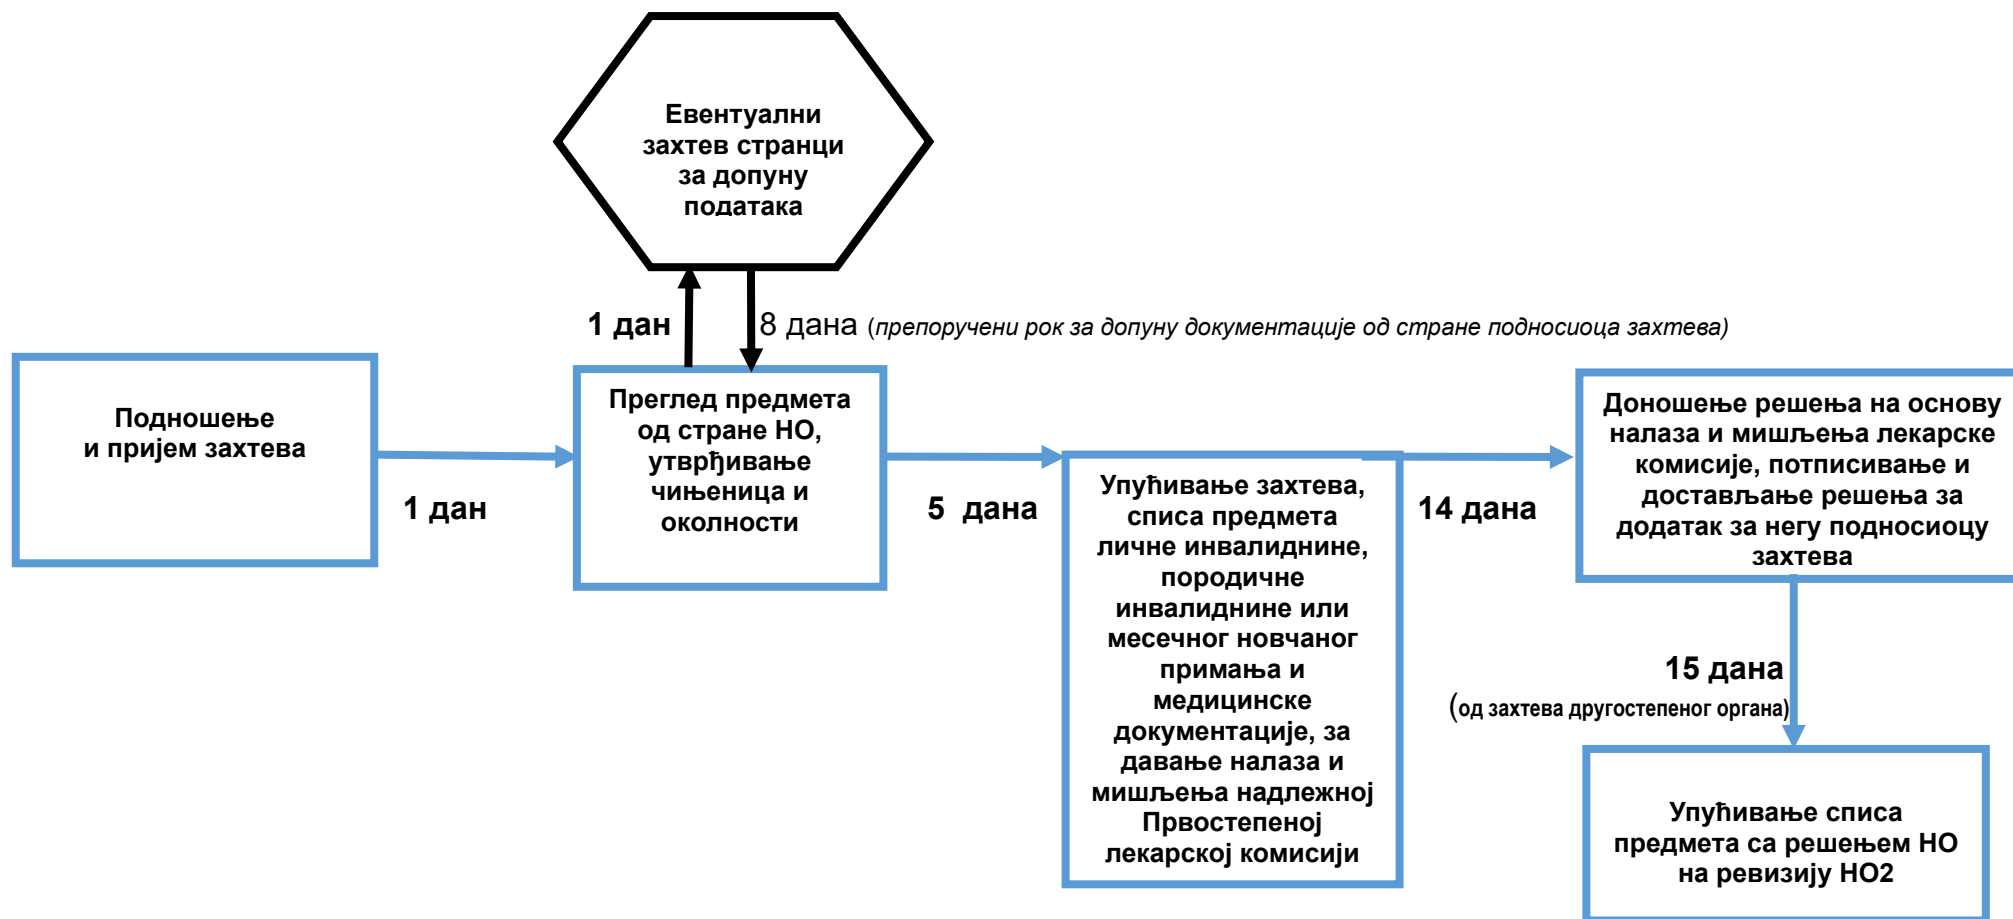 Евентуални
захтев странци
за допуну
података
1 дан
8 дана (препоручени рок за допуну документације од стране подносиоца захтева)
Подношење
и пријем захтева
1 дан
Преглед предмета
од стране НО,
утврђивање
чињеница и
околности
5 дана
Упућивање захтева,
списа предмета
личне инвалиднине,
породичне
инвалиднине или
месечног новчаног
примања и
медицинске
документације, за
давање налаза и
мишљења надлежној
Првостепеној
лекарској комисији
14 дана
Доношење решења на основу
налаза и мишљења лекарске
комисије, потписивање и
достављање решења за
додатак за негу подносиоцу
захтева
15 дана
(од захтева другостепеног органа)
Упућивање списа
предмета са решењем НО
на ревизију НО2